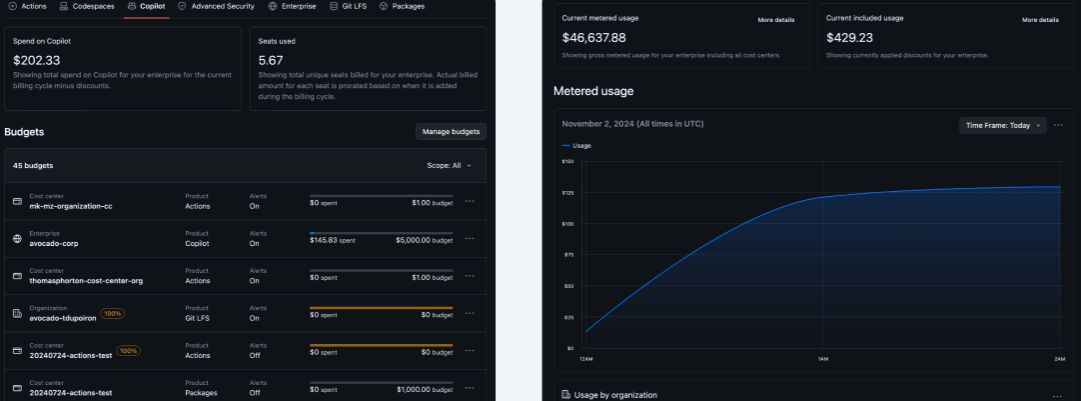 Actions Codespaces Copilot Advanced Security Enterprise Git LFS Packages
Spend on Copilot
$202.33
Showing total spend on Copilot for your enterprise for the current
billing cycle minus discounts.
Seats used
5.67
Showing total unique seats billed for your enterprise. Actual billed
amount for each seat is prorated based on when it is added
during the billing cycle.
Budgets
Manage budgets
45 budgets
Scope: All
Cost center Product Alerts
mk-mz-organization-cc Actions On $0 spent $1.00 budget
Enterprise Product Alerts
avocado-corp Copilot On $145.83 spent $5,000.00 budget
Cost center Product Alerts
thomasphorton-cost-center-org Actions On $0 spent $1.00 budget
Organization Product Alerts
avocado-tdupoiron 100% Git LFS On $0 spent $0 budget
Cost center Product Alerts
20240724-actions-test 100% Actions Off $0 spent $0 budget
Cost center Product Alerts
20240724-actions-test Packages Off $0 spent $1,000.00 budget
Current metered usage
More details
$46,637.88
Showing gross metered usage for your enterprise including all cost centers.
Current included usage
More details
$429.23
Showing currently applied discounts for your enterprise.
Metered usage
November 2, 2024 (All times in UTC)
Time Frame: Today
Usage
$150
$125
$100
$75
$50
$25
$0
12AM 1AM 2AM
Usage by organization